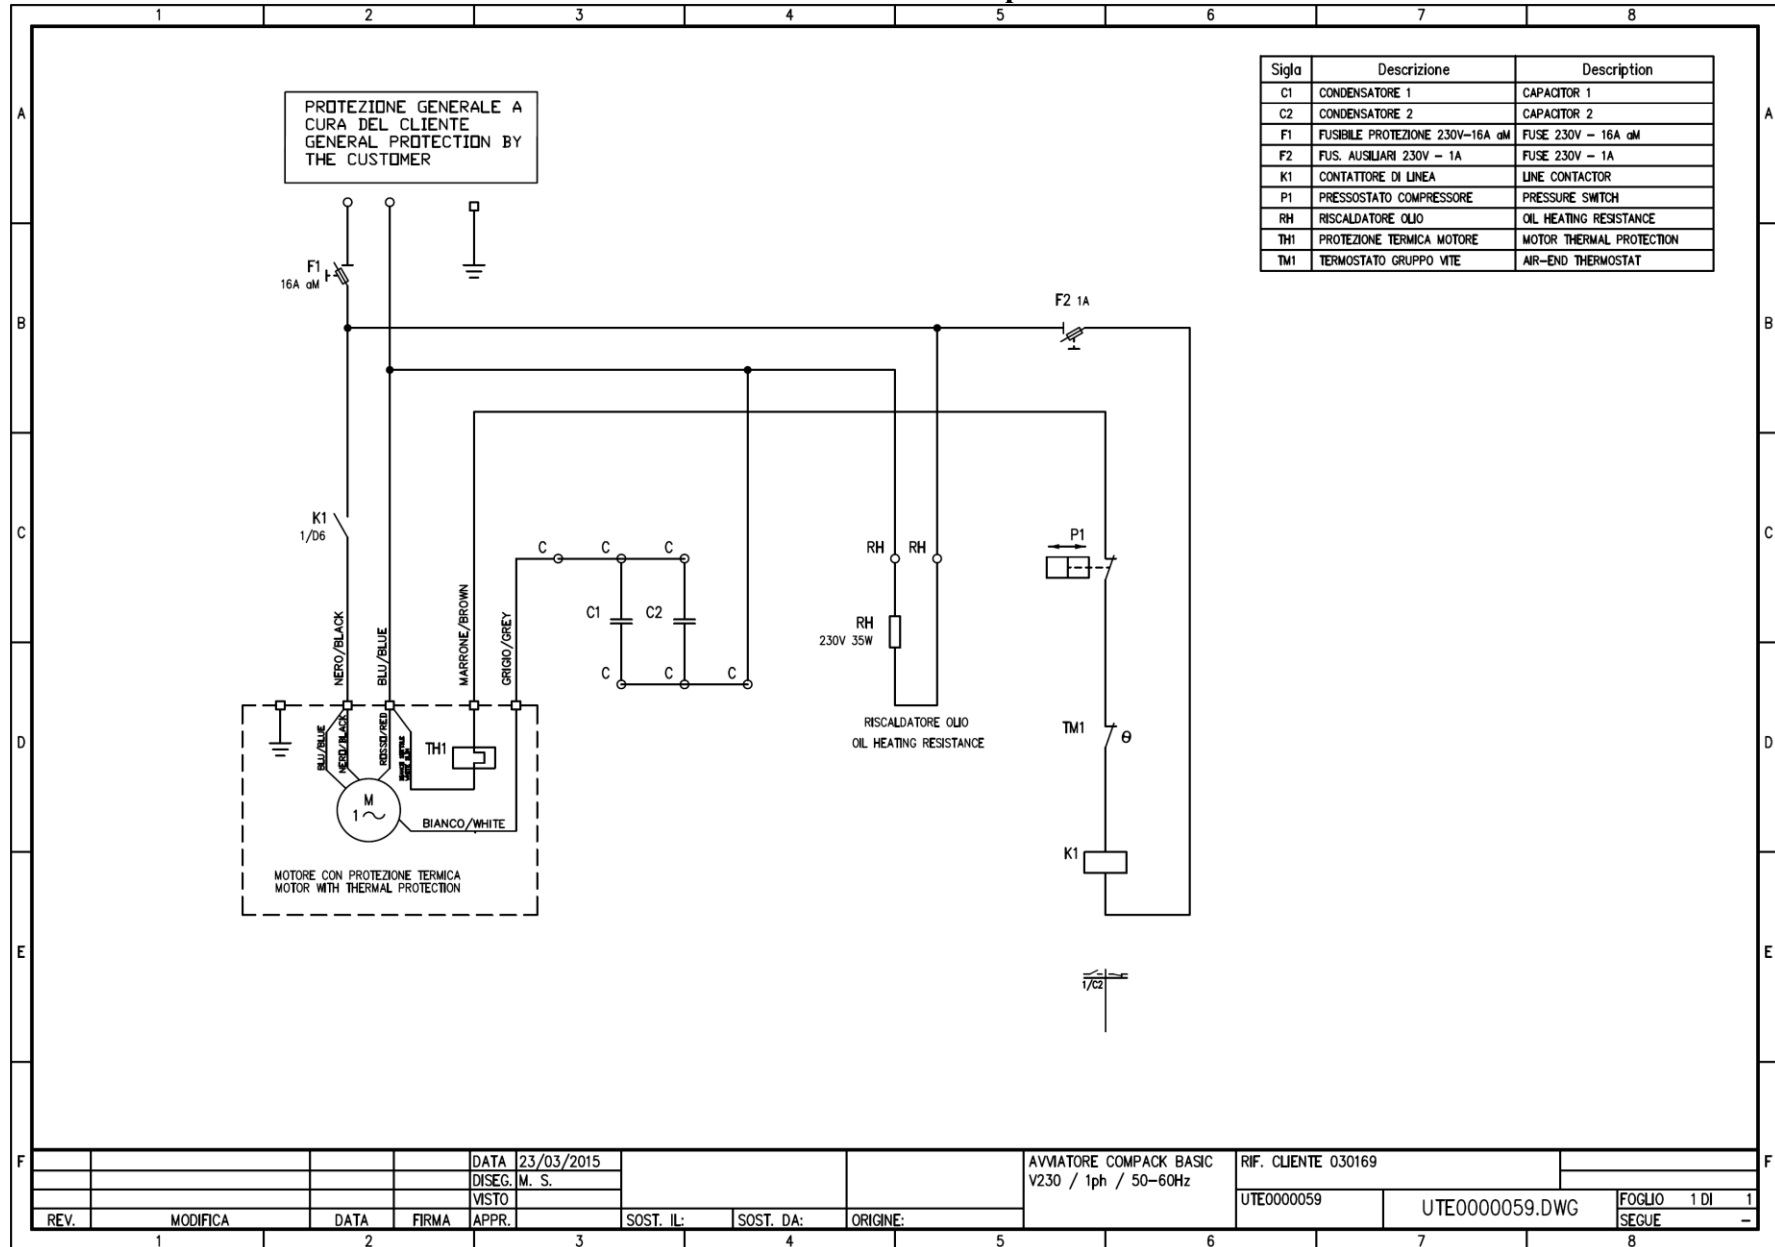 1 2 3 4 5 6 7 8
A A
B B
C C
D D
E E
F F
Sigla Descrizione Description
C1 CONDENSATORE 1 CAPACITOR 1
C2 CONDENSATORE 2 CAPACITOR 2
F1 FUSIBILE PROTEZIONE 230V-16A aM FUSE 230V - 16A aM
F2 FUS. AUSILIARI 230V - 1A FUSE 230V - 1A
K1 CONTATTORE DI LINEA LINE CONTACTOR
P1 PRESSOSTATO COMPRESSORE PRESSURE SWITCH
RH RISCALDATORE OLIO OIL HEATING RESISTANCE
TH1 PROTEZIONE TERMICA MOTORE MOTOR THERMAL PROTECTION
TM1 TERMOSTATO GRUPPO VITE AIR-END THERMOSTAT
PROTEZIONE GENERALE A
CURA DEL CLIENTE
GENERAL PROTECTION BY
THE CUSTOMER
F1
16A aM
F2 1A
K1
1/D6
NERO/BLACK
BLU/BLUE
MARRONE/BROWN
GRIGIO/GREY
C C C
C1 C2
C C C
RH RH
RH
230V 35W
RISCALDATORE OLIO
OIL HEATING RESISTANCE
P1
TM1 θ
K1
1/C2
BLU/BLUE
NERO/BLACK
ROSSO/RED
TH1
M
1
BIANCO/WHITE
MOTORE CON PROTEZIONE TERMICA
MOTOR WITH THERMAL PROTECTION
DATA 23/03/2015
DISEG. M. S.
VISTO
REV. MODIFICA DATA FIRMA APPR. SOST. IL: SOST. DA: ORIGINE:
AVVIATORE COMPACK BASIC
V230 / 1ph / 50-60Hz
RIF. CLIENTE 030169
UTE0000059
UTE0000059.DWG
FOGLIO 1 DI 1
SEGUE -
1 2 3 4 5 6 7 8